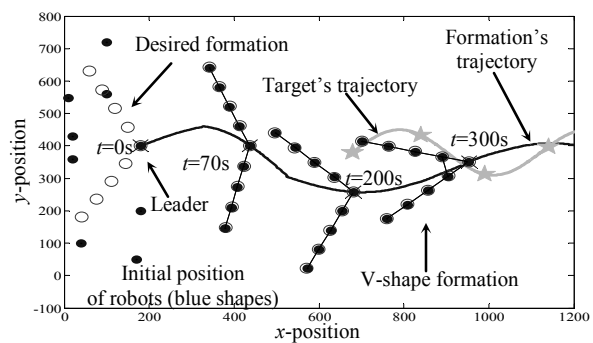 800
700
600
500
400
300
200
100
0
-100
y-position
Desired formation
Formation's
trajectory
Target's trajectory
t=0s
t=70s
t=200s
t=300s
Leader
Initial position
of robots (blue shapes)
V-shape formation
0 200 400 600 800 1000 1200
x-position